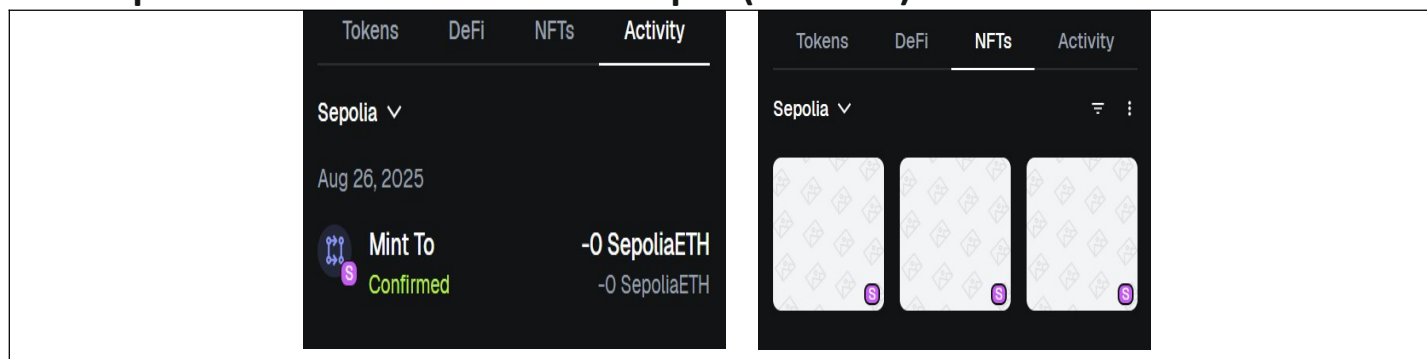 Tokens DeFi NFTs Activity
Sepolia
Aug 26, 2025
Mint To -0 SepoliaETH
Confirmed -0 SepoliaETH
S
Tokens DeFi NFTs Activity
Sepolia
S S S